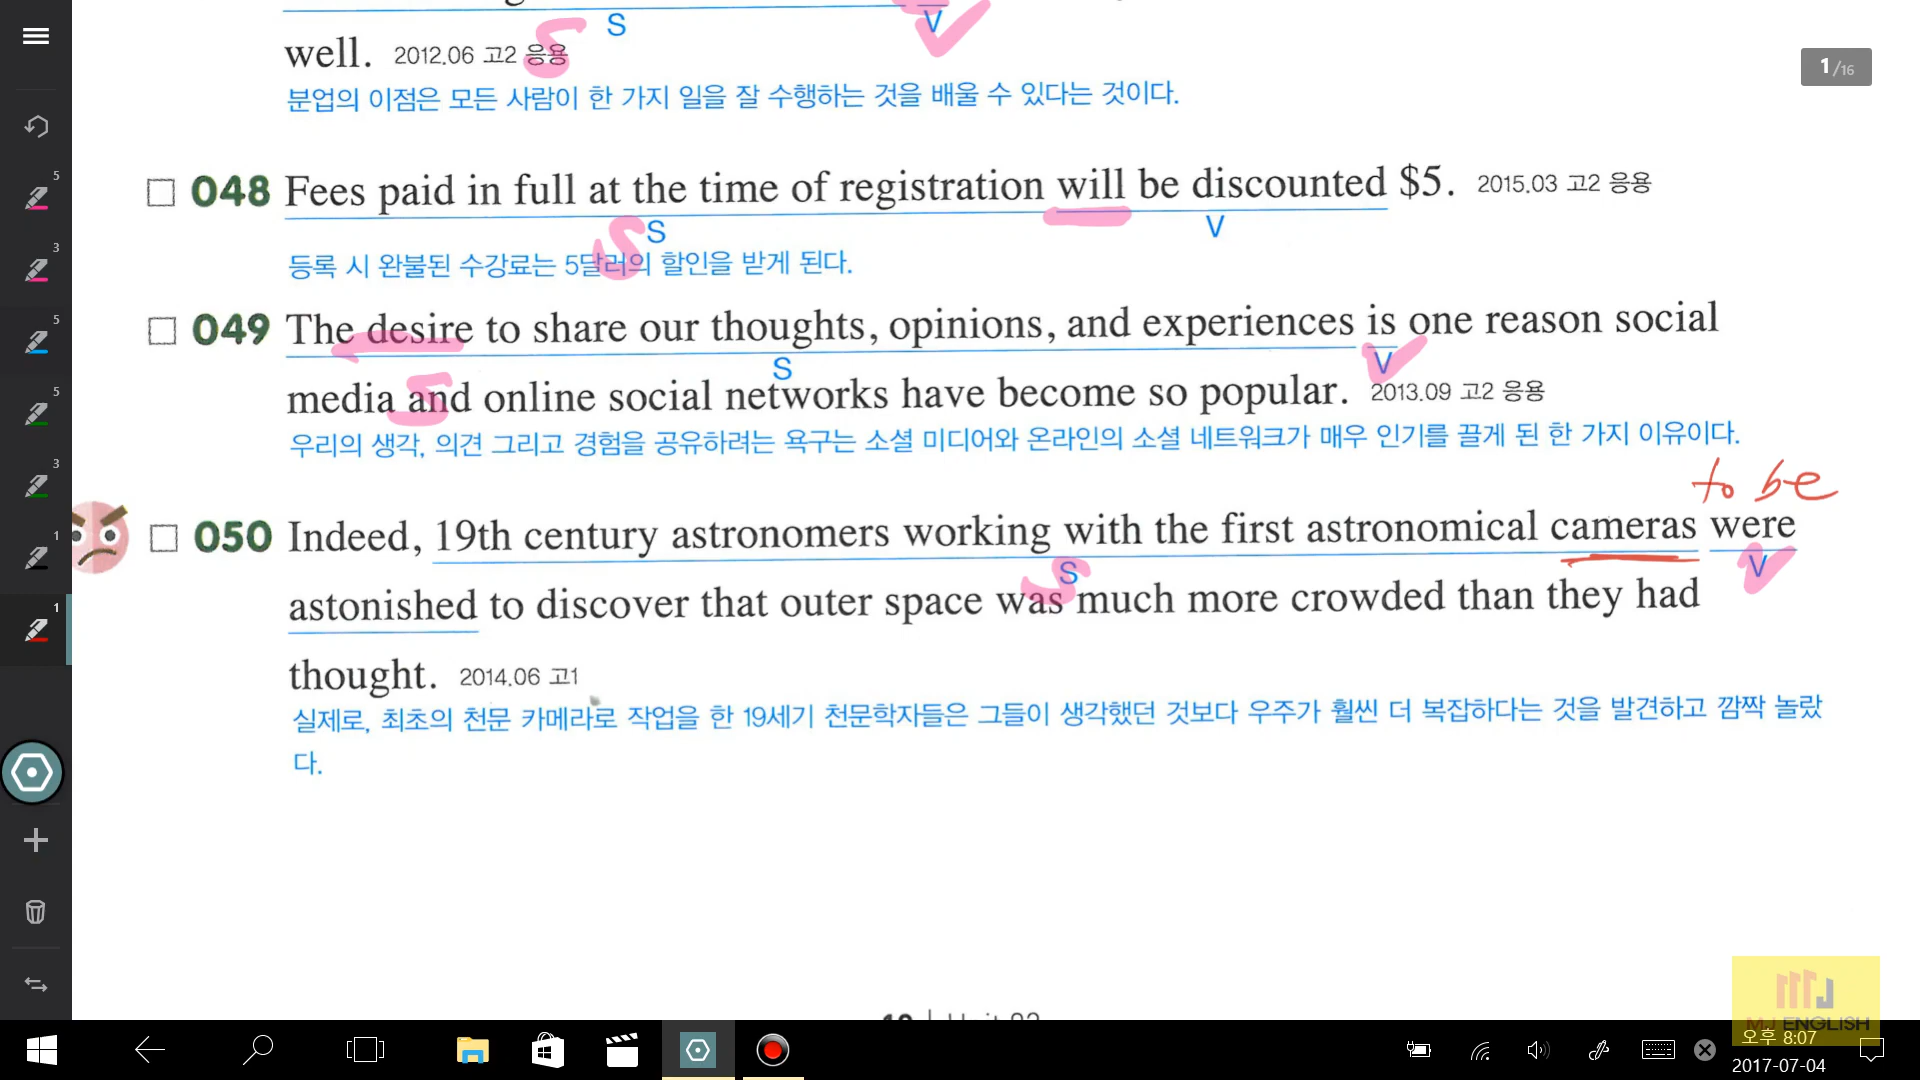 S V
well. 2012.06 고2 응용
S
분업의 이점은 모든 사람이 한 가지 일을 잘 수행하는 것을 배울 수 있다는 것이다.
1/16
048 Fees paid in full at the time of registration will be discounted $5. 2015.03 고2 응용
S V
S
등록 시 완불된 수강료는 5달러의 할인을 받게 된다.
049 The desire to share our thoughts, opinions, and experiences is one reason social
S V
S
media and online social networks have become so popular. 2013.09 고2 응용
우리의 생각, 의견 그리고 경험을 공유하려는 욕구는 소셜 미디어와 온라인의 소셜 네트워크가 매우 인기를 끌게 된 한 가지 이유이다.
to be
050 Indeed, 19th century astronomers working with the first astronomical cameras were
S V
S
astonished to discover that outer space was much more crowded than they had
thought. 2014.06 고1
실제로, 최초의 천문 카메라로 작업을 한 19세기 천문학자들은 그들이 생각했던 것보다 우주가 훨씬 더 복잡하다는 것을 발견하고 깜짝 놀랐
다.
5
3
5
5
3
1
1
MJ ENGLISH
오후 8:07
2017-07-04